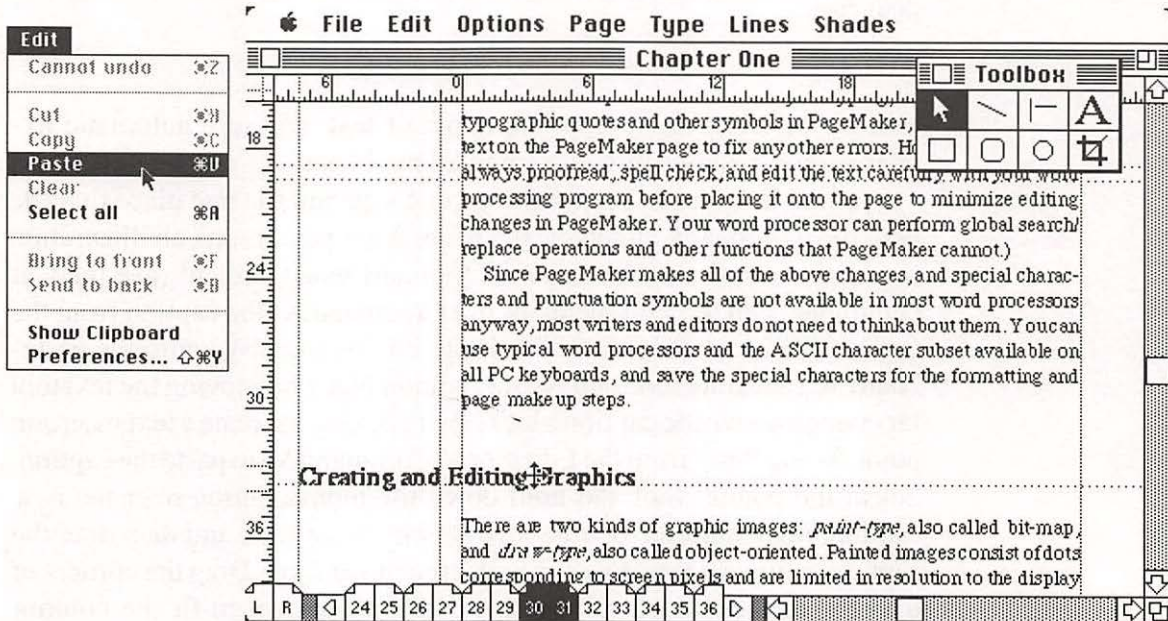 Edit
Cannot undo ⌘Z
Cut ⌘X
Copy ⌘C
Paste ⌘V
Clear
Select all ⌘A
Bring to front ⌘F
Send to back ⌘B
Show Clipboard
Preferences... ⇧⌘Y
File Edit Options Page Type Lines Shades
Chapter One
Toolbox
A
6 0 6 12 18
18
24
30
36
typographic quotes and other symbols in PageMaker,
text on the PageMaker page to fix any other errors.
always proofread, spell check, and edit the text carefully with your word
processing program before placing it onto the page to minimize editing
changes in PageMaker. Your word processor can perform global search/
replace operations and other functions that PageMaker cannot.)
Since PageMaker makes all of the above changes, and special charac-
ters and punctuation symbols are not available in most word processors
anyway, most writers and editors do not need to think about them. You can
use typical word processors and the ASCII character subset available on
all PC keyboards, and save the special characters for the formatting and
page make up steps.
Creating and Editing Graphics
There are two kinds of graphic images: paint-type, also called bit-map,
and draw-type, also called object-oriented. Painted images consist of dots
corresponding to screen pixels and are limited in resolution to the display
L R 24 25 26 27 28 29 30 31 32 33 34 35 36